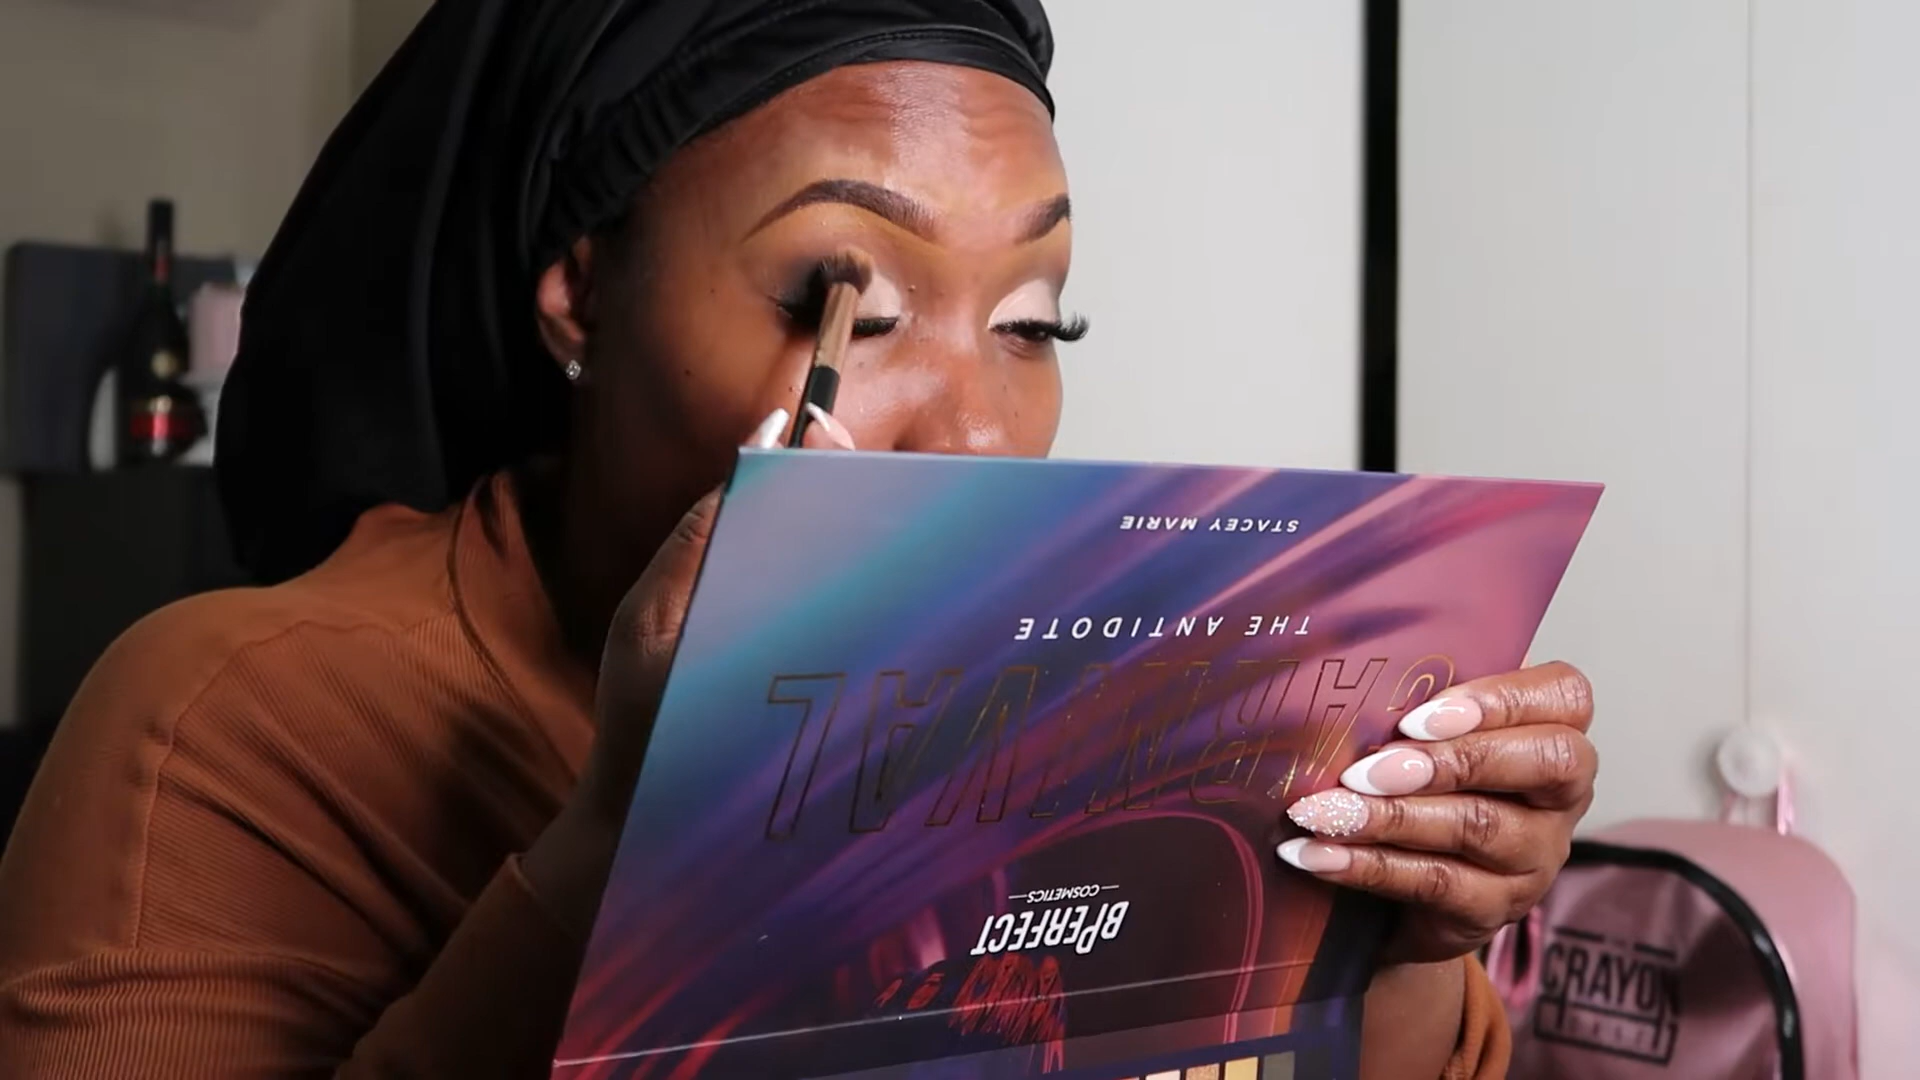 STACEY MARIE
THE ANTIDOTE
CARNIVAL
COSMETICS
BPERFECT
CRAYON